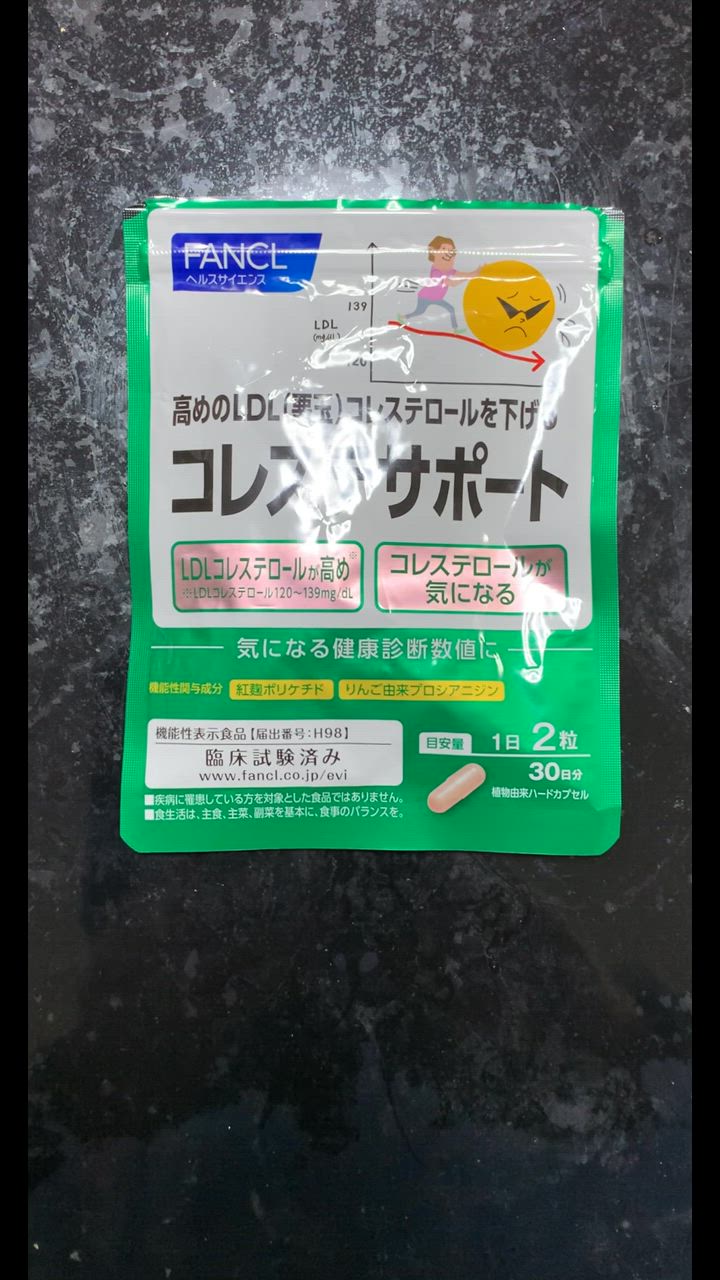 FANCL
ヘルスサイエンス
139
LDL
(mg/dL)
120
高めのLDL(悪玉)コレステロールを下げる
コレストサポート
LDLコレステロールが高め※
※LDLコレステロール120〜139mg/dL
コレステロールが
気になる
気になる健康診断数値に
機能性関与成分 紅麹ポリケチド りんご由来プロシアニジン
機能性表示食品【届出番号:H98】
臨床試験済み
www.fancl.co.jp/evi
目安量 1日 2粒
30日分
植物由来ハードカプセル
■疾病に罹患している方を対象とした食品ではありません。
■食生活は、主食、主菜、副菜を基本に、食事のバランスを。